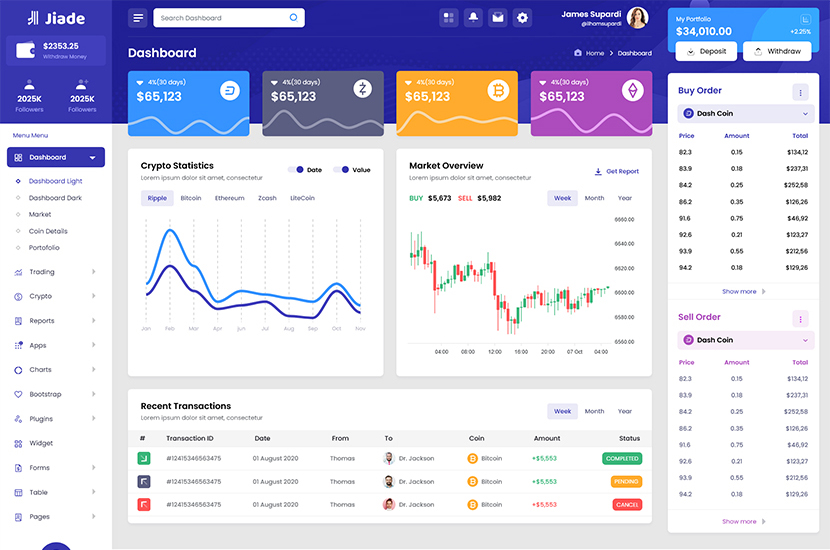 Jiade
$2353.25
Withdraw Money
2025K
Followers
2025K
Followers
Menu Menu
Dashboard
Dashboard Light
Dashboard Dark
Market
Coin Details
Portofolio
Trading
Crypto
Reports
Apps
Charts
Bootstrap
Plugins
Widget
Forms
Table
Pages
Search Dashboard
James Supardi
@ilhamsupardi
Dashboard
Home > Dashboard
4%(30 days)
$65,123
4%(30 days)
$65,123
4%(30 days)
$65,123
4%(30 days)
$65,123
Crypto Statistics
Lorem ipsum dolor sit amet, consectetur
Date Value
Ripple Bitcoin Ethereum Zcash LiteCoin
Jan Feb Mar Apr Jun Jul Aug Sep Oct Nov
Market Overview
Lorem ipsum dolor sit amet, consectetur
Get Report
BUY $5,673 SELL $5,982
Week Month Year
6660.00
6640.00
6620.00
6600.00
6580.00
6560.00
04:00 08:00 12:00 16:00 20:00 07 Oct 04:00
Recent Transactions
Lorem ipsum dolor sit amet, consectetur
Week Month Year
# Transaction ID Date From To Coin Amount Status
#12415346563475 01 August 2020 Thomas Dr. Jackson Bitcoin +$5,553 COMPLETED
#12415346563475 01 August 2020 Thomas Dr. Jackson Bitcoin +$5,553 PENDING
#12415346563475 01 August 2020 Thomas Dr. Jackson Bitcoin +$5,553 CANCEL
My Portfolio
$34,010.00
+2.25%
Deposit Withdraw
Buy Order
Dash Coin
Price Amount Total
82.3 0.15 $134,12
83.9 0.18 $237,31
84.2 0.25 $252,58
86.2 0.35 $126,26
91.6 0.75 $46,92
92.6 0.21 $123,12
93.9 0.55 $212,56
94.2 0.18 $129,26
Show more
Sell Order
Dash Coin
Price Amount Total
82.3 0.15 $134,12
83.9 0.18 $237,31
84.2 0.25 $252,58
86.2 0.35 $126,26
91.6 0.75 $46,92
92.6 0.21 $123,12
93.9 0.55 $212,56
94.2 0.18 $129,26
Show more